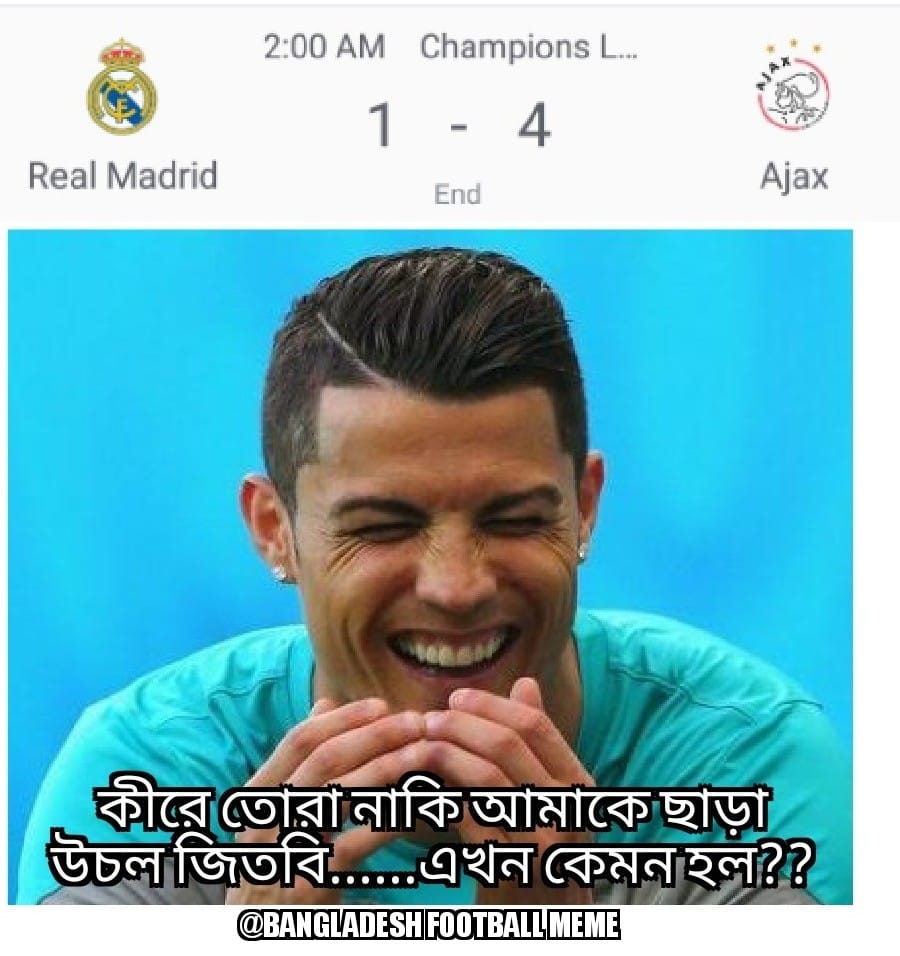 2:00 AM Champions L...
1 - 4
Real Madrid
End
Ajax
AJAX
কীরে তোরা নাকি আমাকে ছাড়া
উচল জিতবি......এখন কেমন হল??
@BANGLADESH FOOTBALL MEME